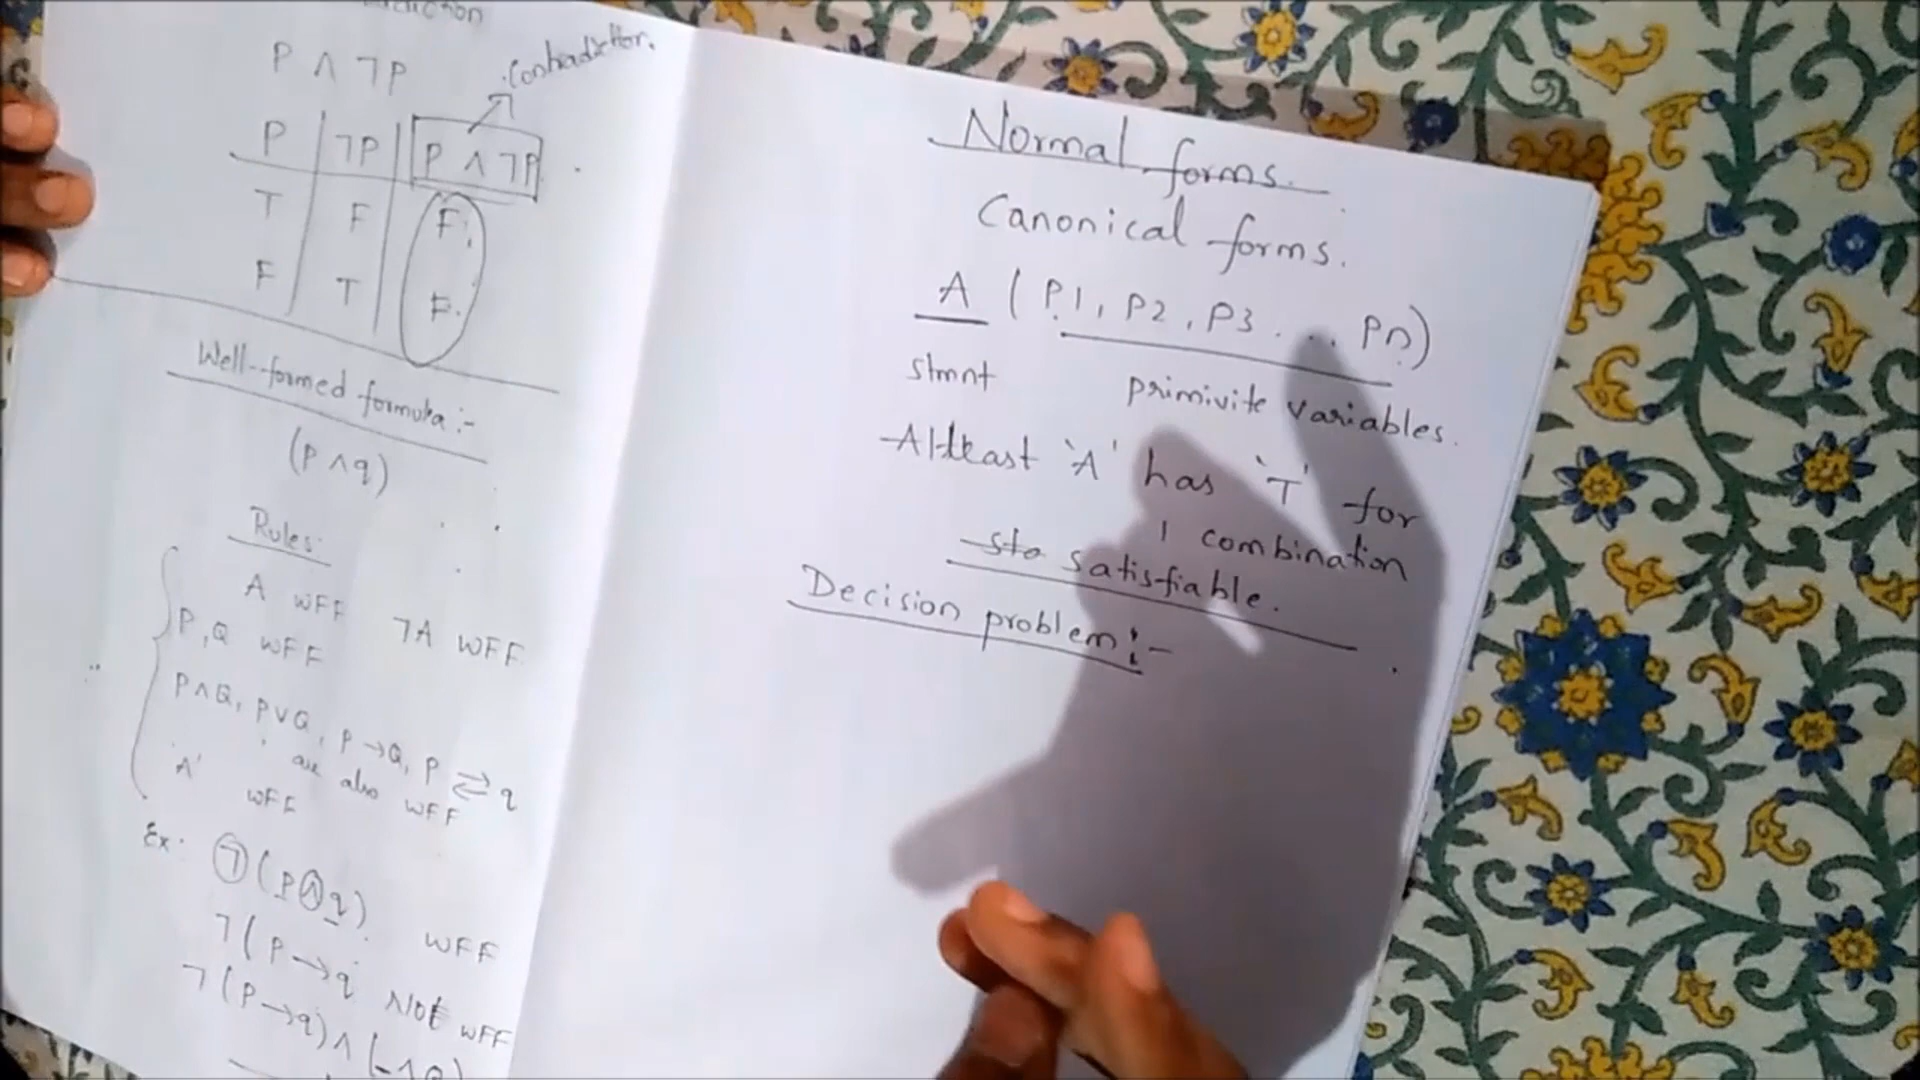 P ∧ ¬P
Contradiction.
P ¬P P ∧ ¬P
T F F
F T F
Well-formed formula:-
(P ∧ q)
Rules:
A WFF ¬A WFF
P, Q WFF
P∧Q, P∨Q, P→Q, P ⇄ q
are also WFF
'A' WFF
Ex. ¬(P∧q) WFF
¬(P→q Not WFF
¬(P→q)∧(¬∧Q)
Normal forms.
Canonical forms.
A (P1, P2, P3 ... Pn)
stmnt primivite variables.
Atleast 'A' has 'T' for
1 combination
satisfiable.
Decision problem:-